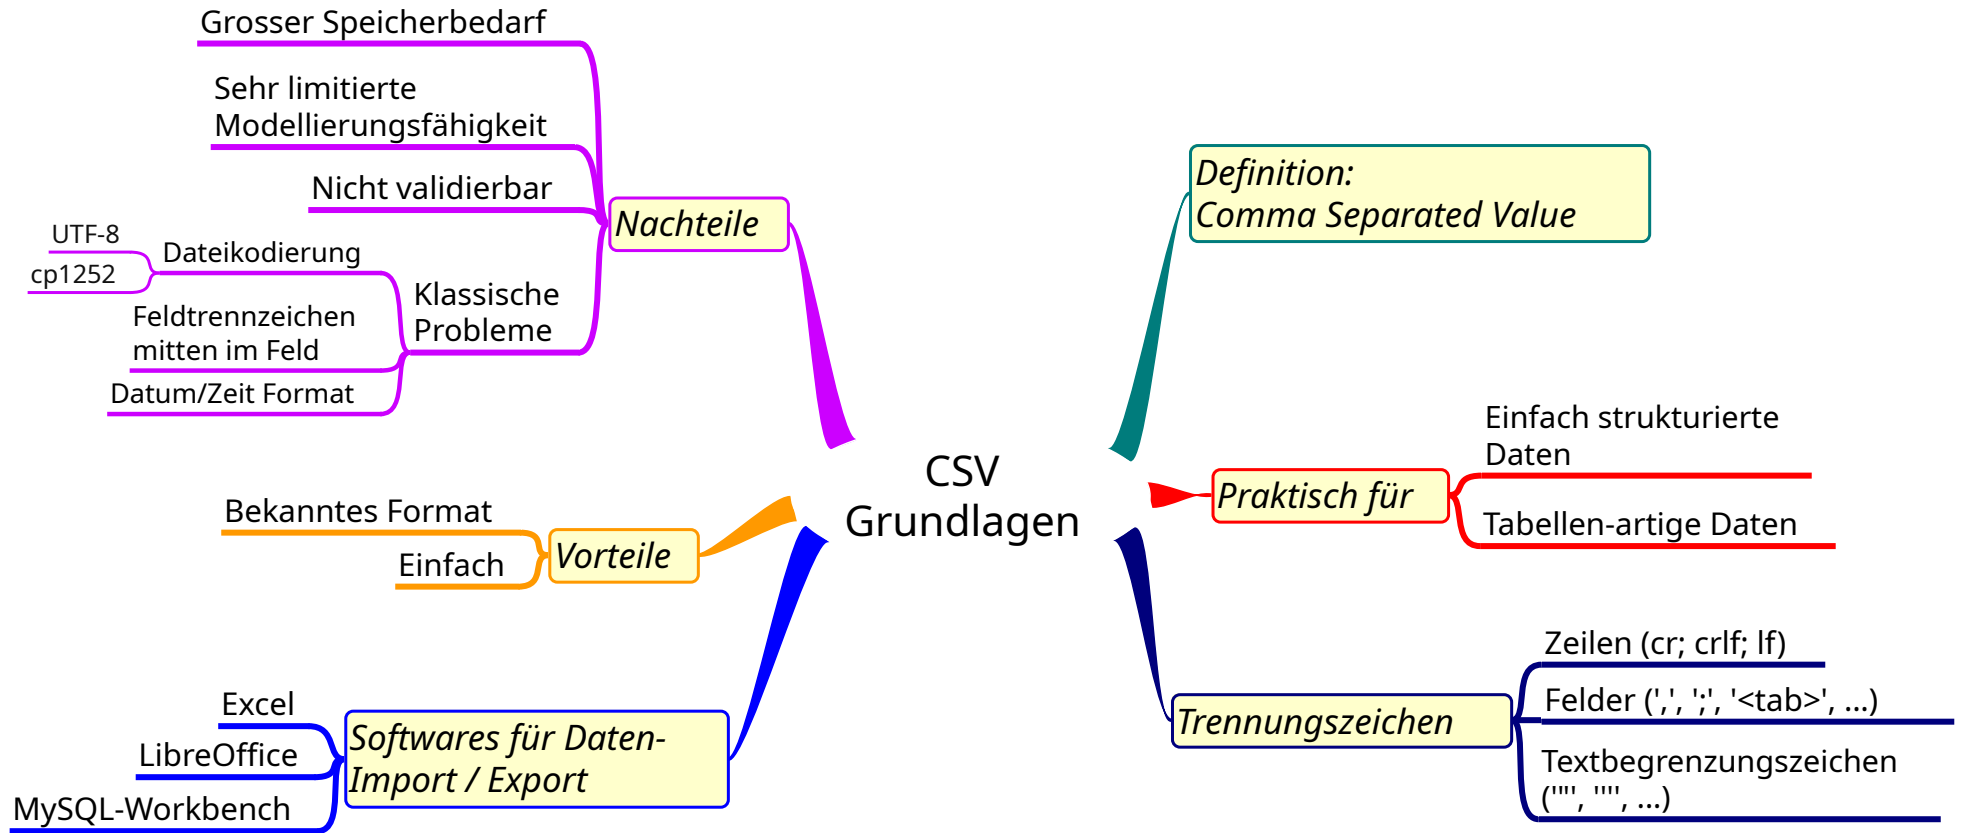 CSV
Grundlagen
Definition:
Comma Separated Value
Praktisch für
Einfach strukturierte
Daten
Tabellen-artige Daten
Trennungszeichen
Zeilen (cr; crlf; lf)
Felder (',', ';', '<tab>', ...)
Textbegrenzungszeichen
('"', '''', ...)
Nachteile
Grosser Speicherbedarf
Sehr limitierte
Modellierungsfähigkeit
Nicht validierbar
Klassische
Probleme
Dateikodierung
UTF-8
cp1252
Feldtrennzeichen
mitten im Feld
Datum/Zeit Format
Vorteile
Bekanntes Format
Einfach
Softwares für Daten-
Import / Export
Excel
LibreOffice
MySQL-Workbench